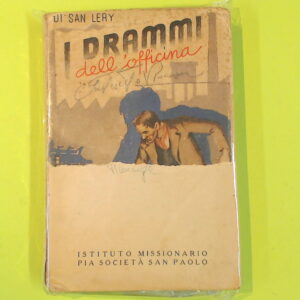 DI SAN LERY
I DRAMMI
dell'officina
ISTITUTO MISSIONARIO
PIA SOCIETÀ SAN PAOLO